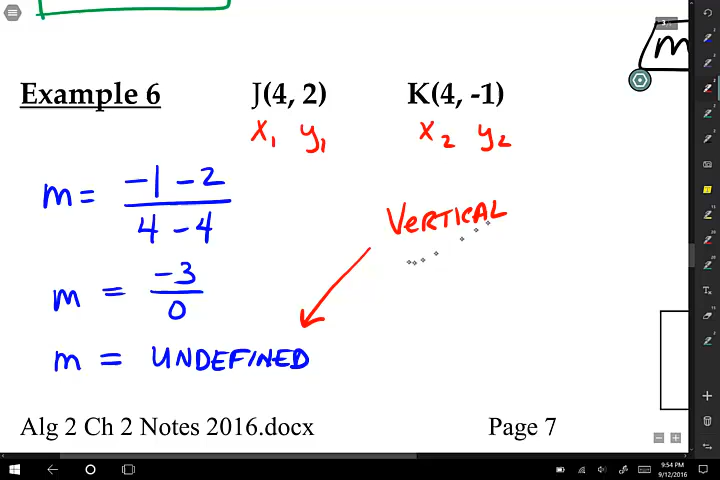 m
Example 6 J(4, 2) K(4, -1)
x₁ y₁ x₂ y₂
m = -1 - 2
4 - 4
VERTICAL
m = -3
0
m = UNDEFINED
Alg 2 Ch 2 Notes 2016.docx Page 7
9:54 PM
9/12/2016